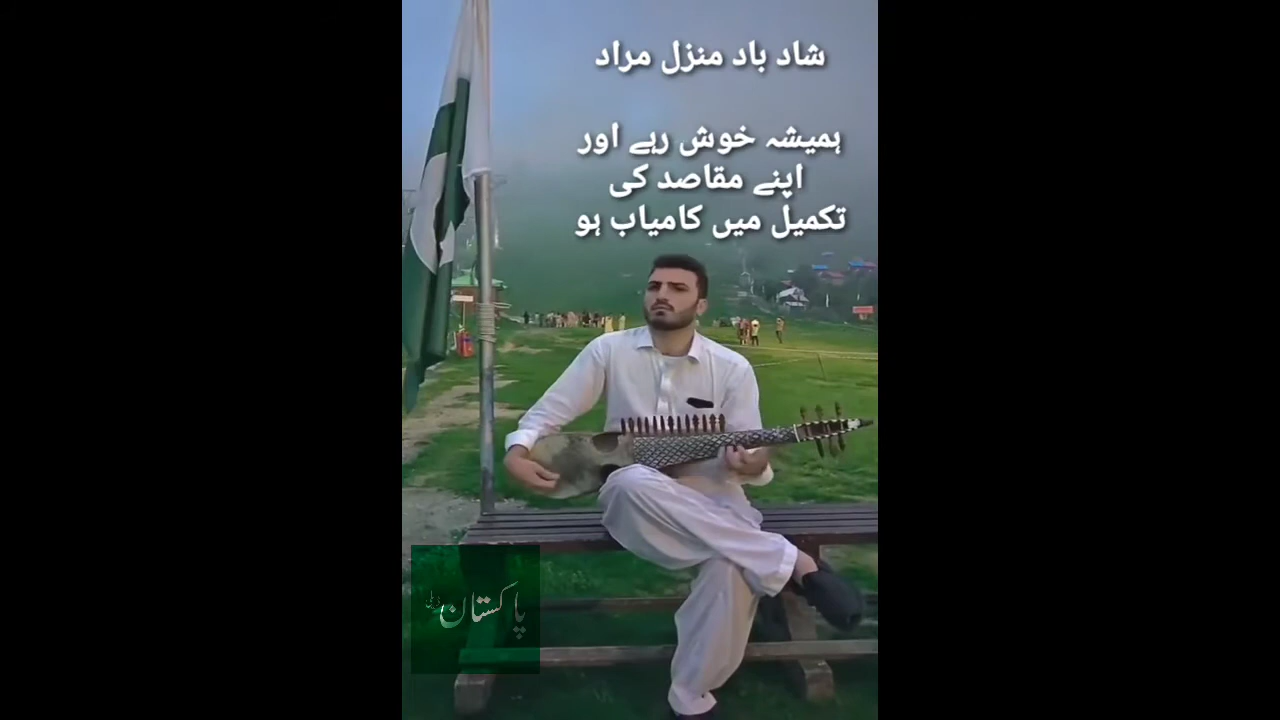 شاد باد منزل مراد
ہمیشہ خوش رہے اور
اپنے مقاصد کی
تکمیل میں کامیاب ہو
پاکستان